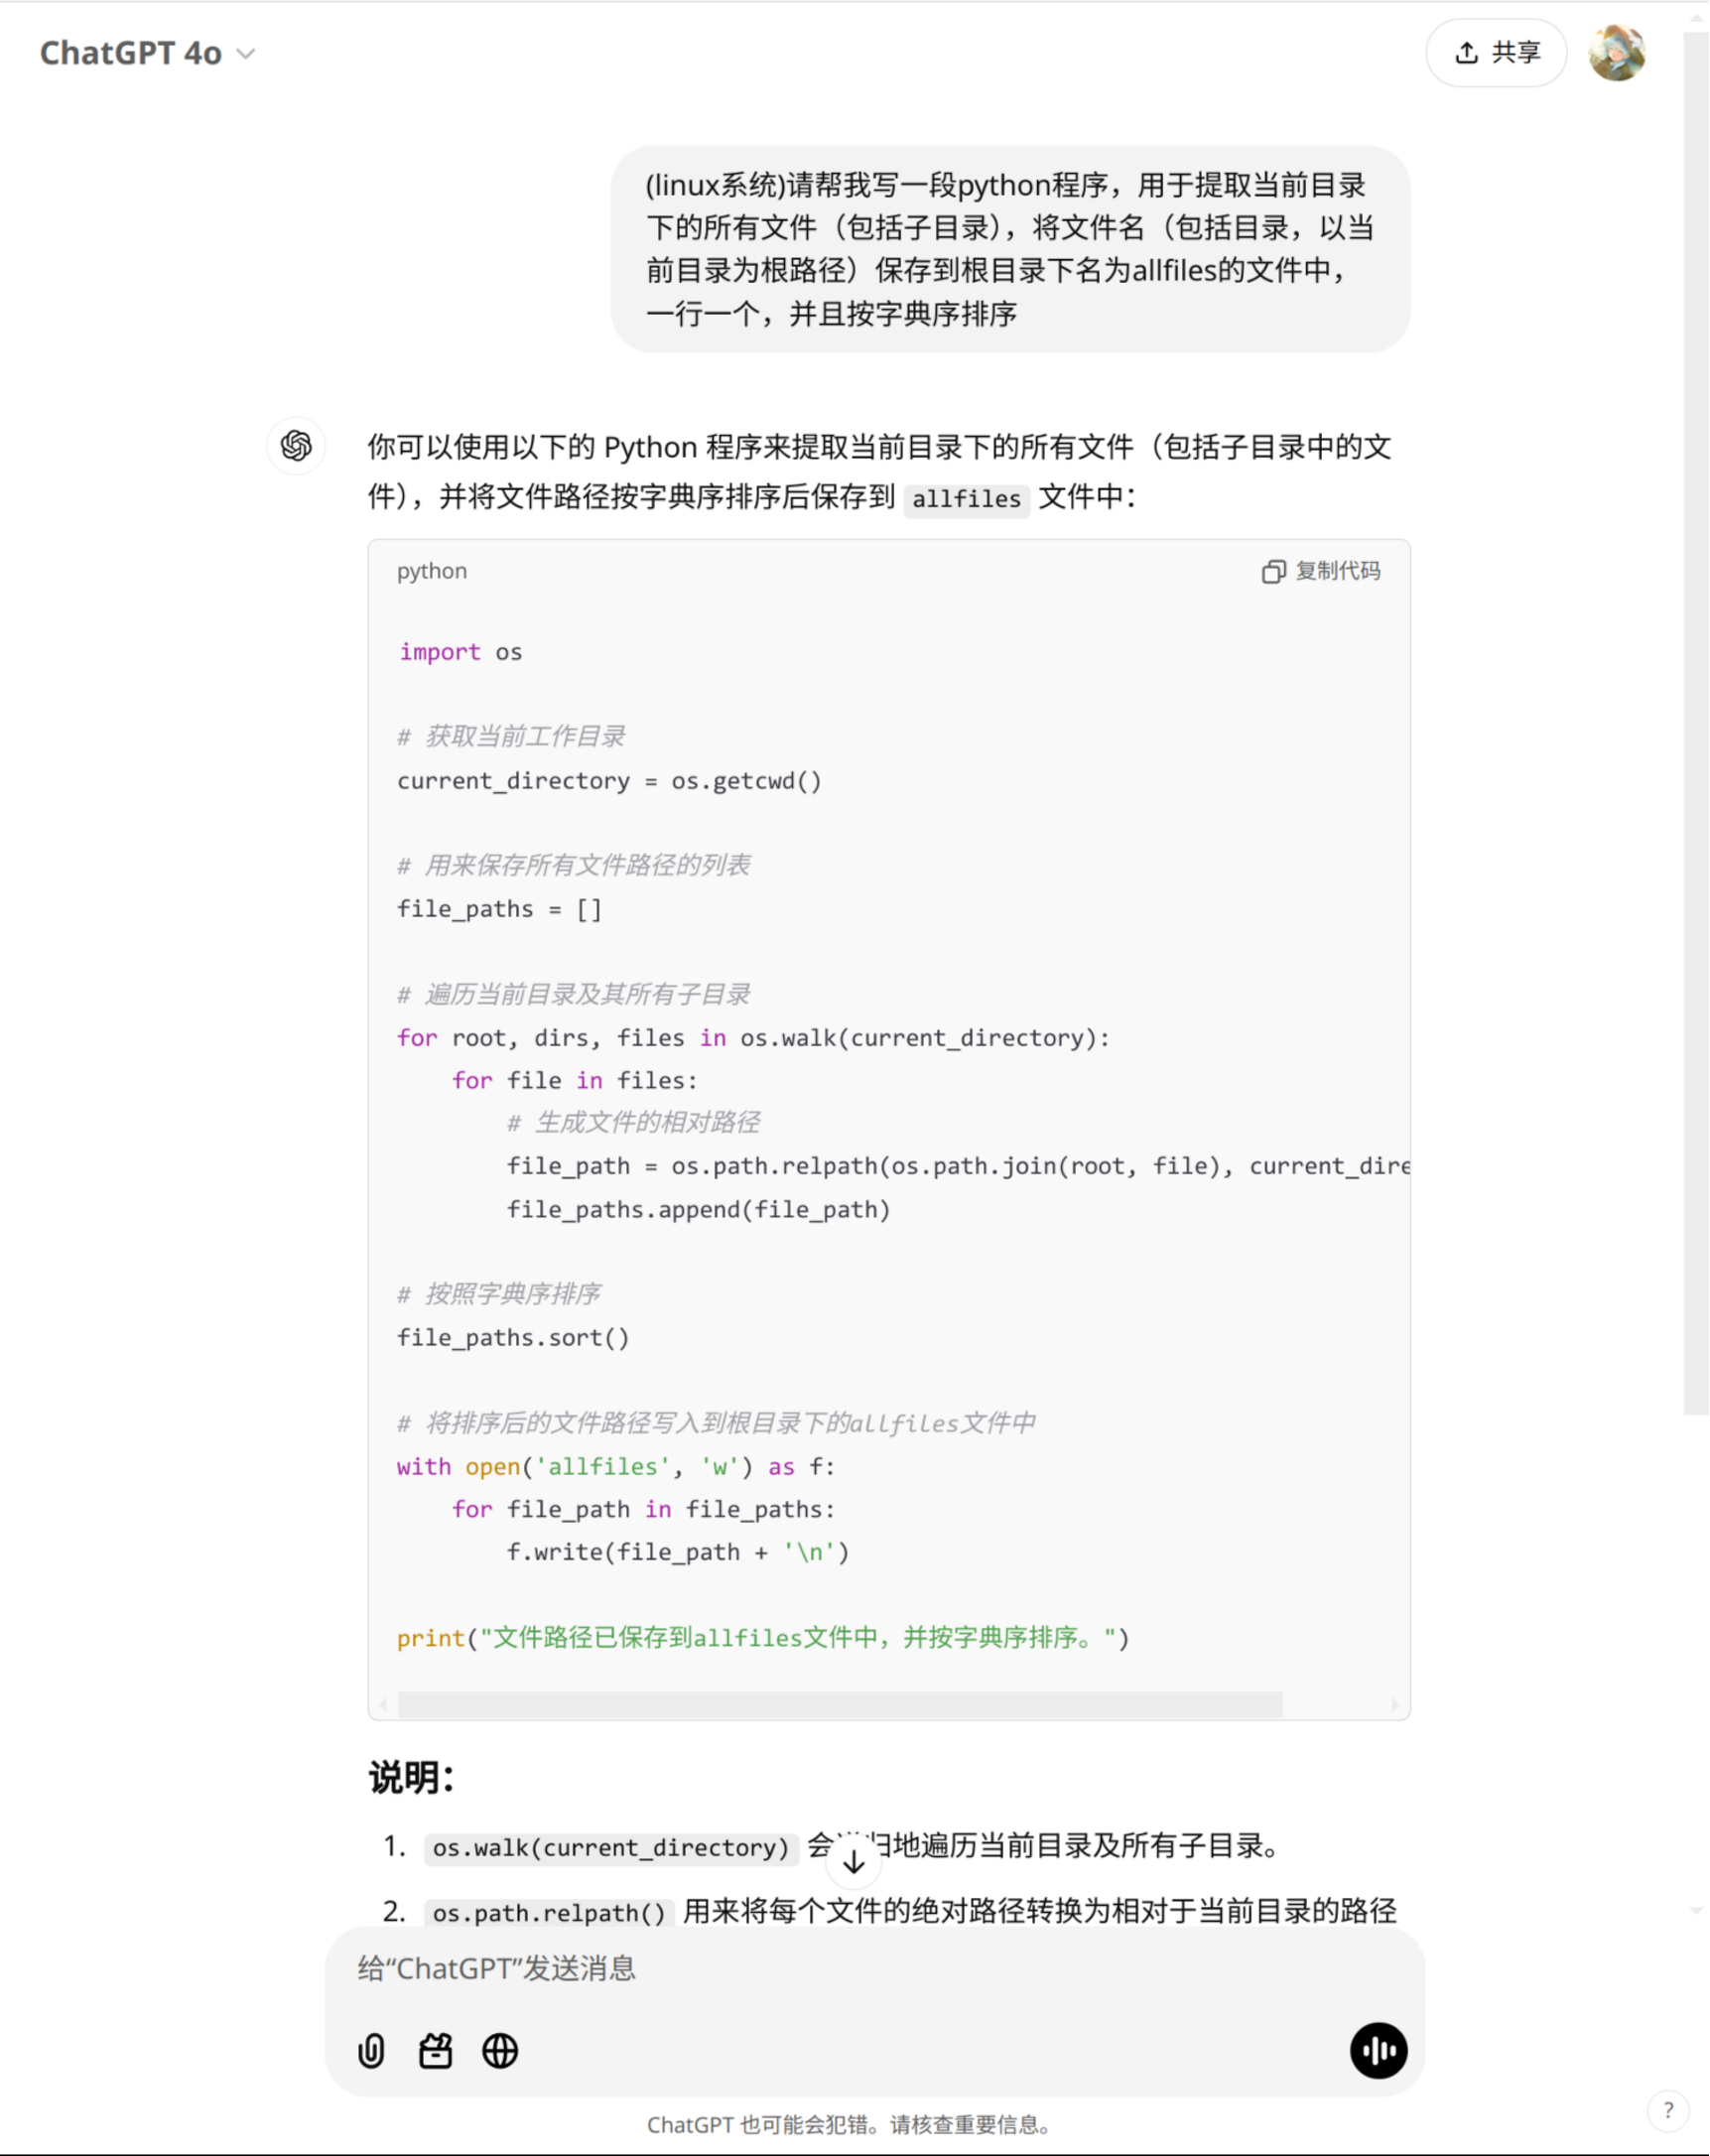 ChatGPT 4o
共享
(linux系统)请帮我写一段python程序，用于提取当前目录
下的所有文件（包括子目录），将文件名（包括目录，以当
前目录为根路径）保存到根目录下名为allfiles的文件中，
一行一个，并且按字典序排序
你可以使用以下的 Python 程序来提取当前目录下的所有文件（包括子目录中的文
件），并将文件路径按字典序排序后保存到 allfiles 文件中：
python
复制代码
import os
# 获取当前工作目录
current_directory = os.getcwd()
# 用来保存所有文件路径的列表
file_paths = []
# 遍历当前目录及其所有子目录
for root, dirs, files in os.walk(current_directory):
    for file in files:
        # 生成文件的相对路径
        file_path = os.path.relpath(os.path.join(root, file), current_dire
        file_paths.append(file_path)
# 按照字典序排序
file_paths.sort()
# 将排序后的文件路径写入到根目录下的allfiles文件中
with open('allfiles', 'w') as f:
    for file_path in file_paths:
        f.write(file_path + '\n')
print("文件路径已保存到allfiles文件中，并按字典序排序。")
说明：
1. os.walk(current_directory) 会递归地遍历当前目录及所有子目录。
2. os.path.relpath() 用来将每个文件的绝对路径转换为相对于当前目录的路径
给“ChatGPT”发送消息
ChatGPT 也可能会犯错。请核查重要信息。
?